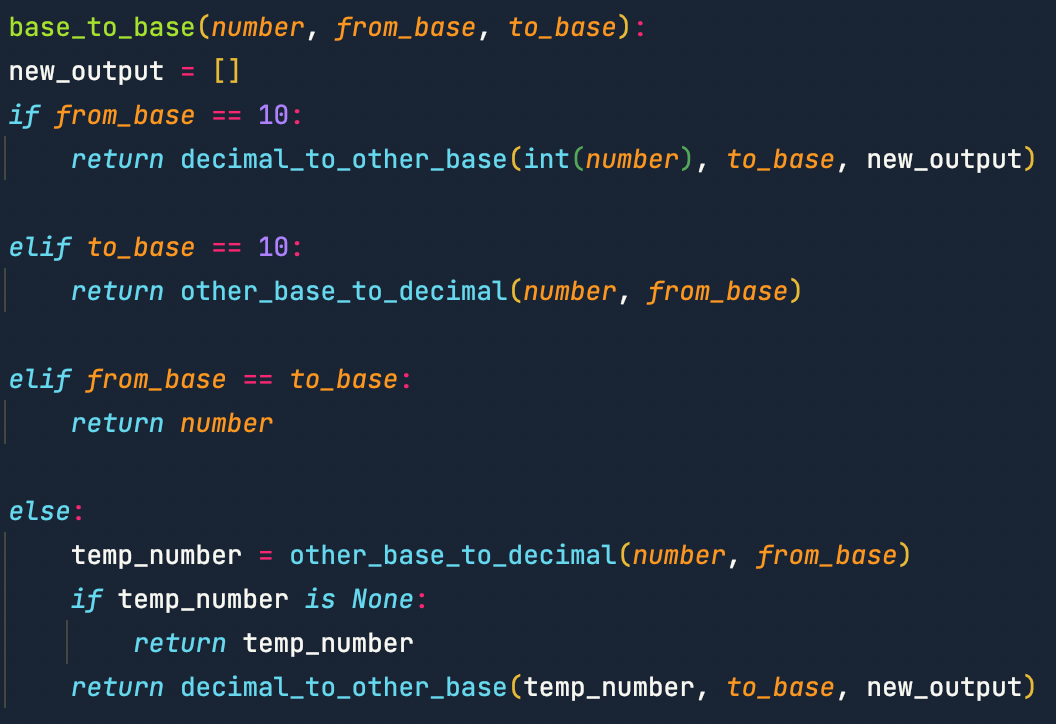 base_to_base(number, from_base, to_base):
new_output = []
if from_base == 10:
    return decimal_to_other_base(int(number), to_base, new_output)
elif to_base == 10:
    return other_base_to_decimal(number, from_base)
elif from_base == to_base:
    return number
else:
    temp_number = other_base_to_decimal(number, from_base)
    if temp_number is None:
        return temp_number
    return decimal_to_other_base(temp_number, to_base, new_output)